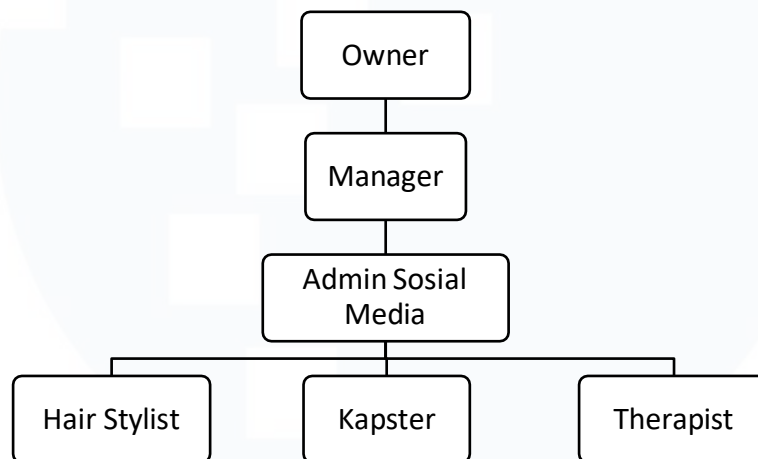 Owner
Manager
Admin Sosial
Media
Hair Stylist
Kapster
Therapist